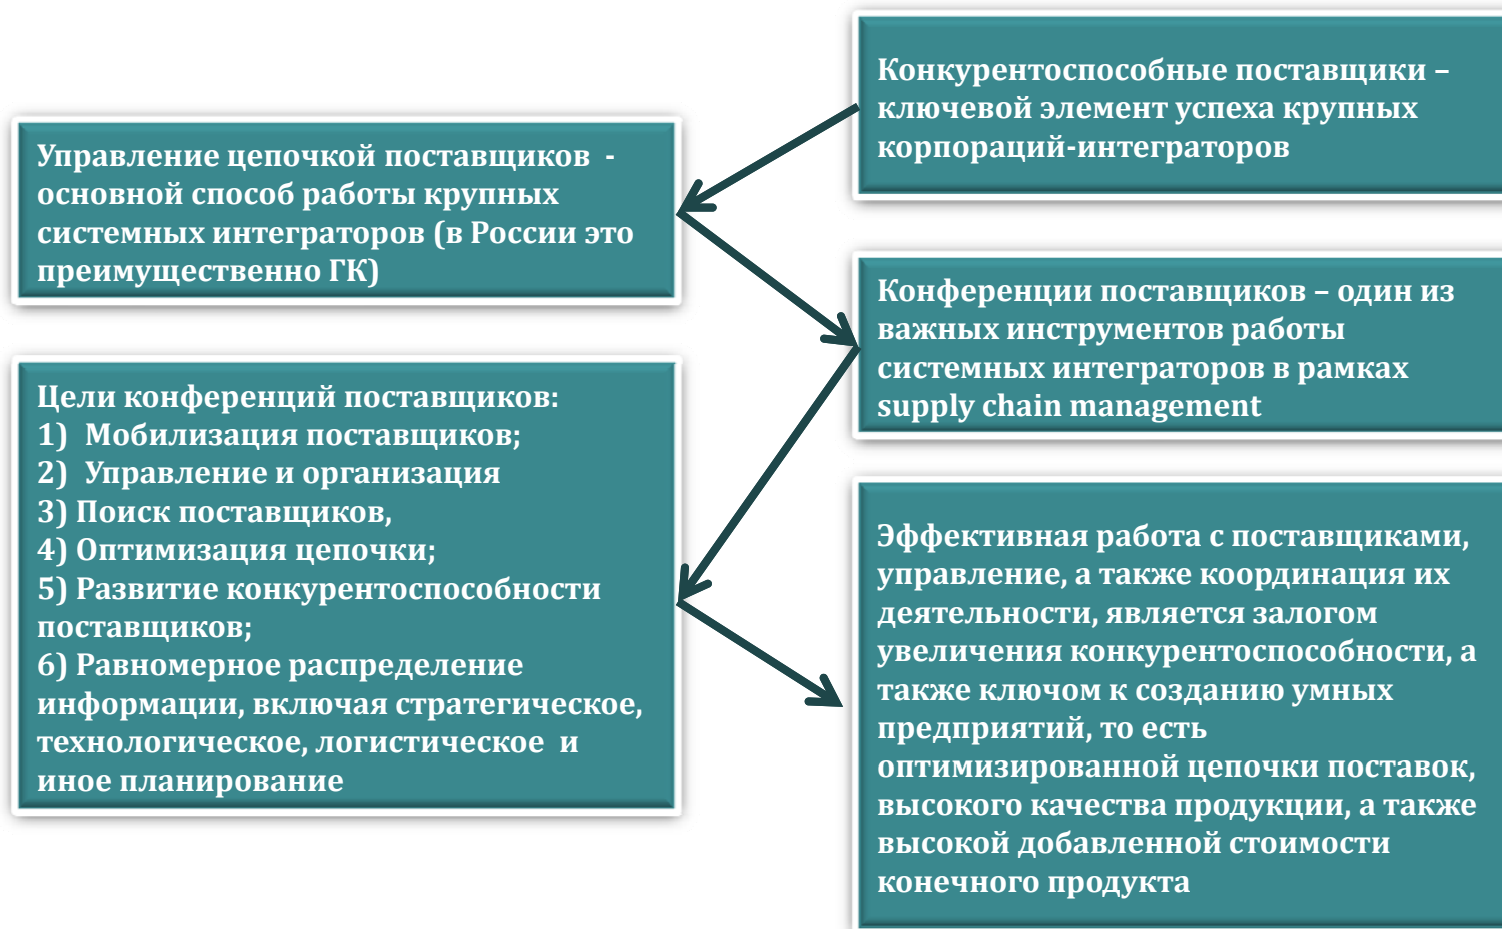 Конкурентоспособные поставщики –
ключевой элемент успеха крупных
корпораций-интеграторов
Управление цепочкой поставщиков -
основной способ работы крупных
системных интеграторов (в России это
преимущественно ГК)
Конференции поставщиков – один из
важных инструментов работы
системных интеграторов в рамках
supply chain management
Цели конференций поставщиков:
1) Мобилизация поставщиков;
2) Управление и организация
3) Поиск поставщиков,
4) Оптимизация цепочки;
5) Развитие конкурентоспособности
поставщиков;
6) Равномерное распределение
информации, включая стратегическое,
технологическое, логистическое и
иное планирование
Эффективная работа с поставщиками,
управление, а также координация их
деятельности, является залогом
увеличения конкурентоспособности, а
также ключом к созданию умных
предприятий, то есть
оптимизированной цепочки поставок,
высокого качества продукции, а также
высокой добавленной стоимости
конечного продукта